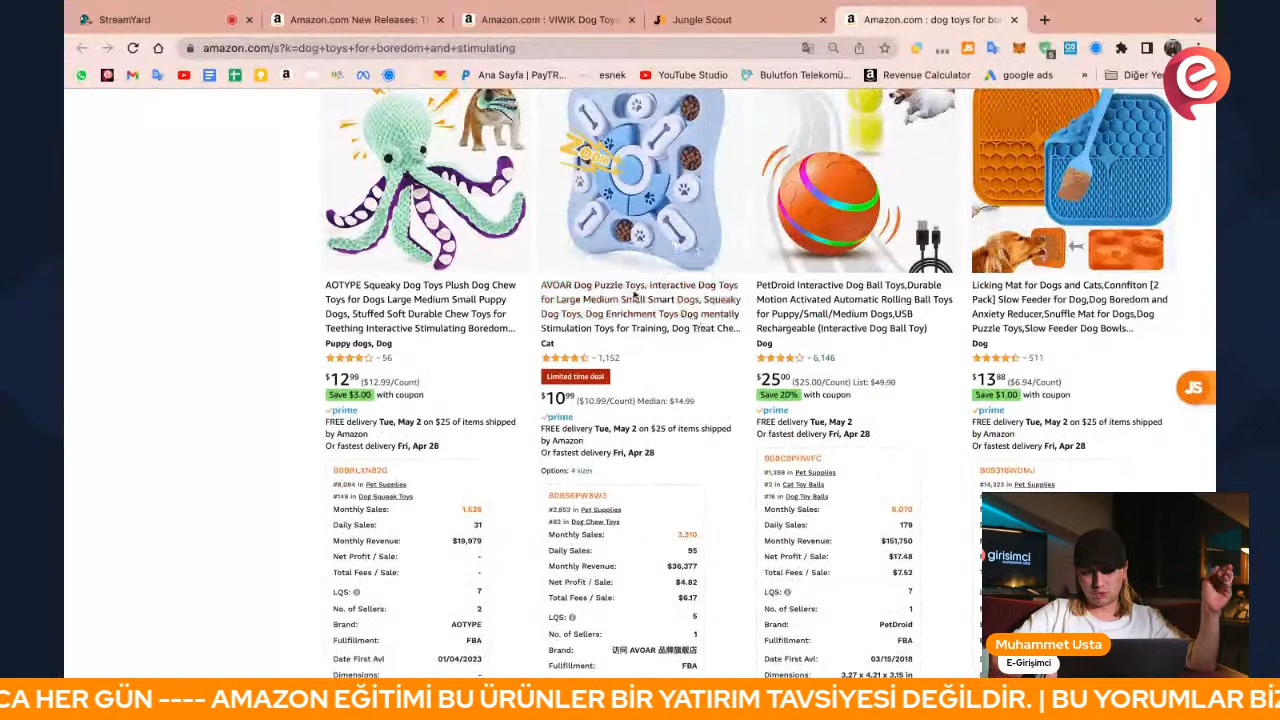 StreamYard
Amazon.com New Releases: T
Amazon.com : VIWIK Dog Toys
Jungle Scout
Amazon.com : dog toys for bor
amazon.com/s?k=dog+toys+for+boredom+and+stimulating
Ana Sayfa | PayTR,...
esnek
YouTube Studio
Bulutfon Telekomü...
Revenue Calculator
google ads
»
Diğer Yer
e
Zoom
AOTYPE Squeaky Dog Toys Plush Dog Chew
Toys for Dogs Large Medium Small Puppy
Dogs, Stuffed Soft Durable Chew Toys for
Teething Interactive Stimulating Boredom...
Puppy dogs, Dog
56
$12 99 ($12.99/Count)
Save $3.00 with coupon
prime
FREE delivery Tue, May 2 on $25 of items shipped
by Amazon
Or fastest delivery Fri, Apr 28
B0BRLXN82G
#8,084 in Pet Supplies
#149 in Dog Squeak Toys
Monthly Sales: 1.538
Daily Sales: 31
Monthly Revenue: $19,979
Net Profit / Sale: -
Total Fees / Sale: -
LQS: 7
No. of Sellers: 2
Brand: AOTYPE
Fullfillment: FBA
Date First Avl 01/04/2023
Dimensions:
AVOAR Dog Puzzle Toys, Interactive Dog Toys
for Large Medium Small Smart Dogs, Squeaky
Dog Toys, Dog Enrichment Toys Dog mentally
Stimulation Toys for Training, Dog Treat Che...
Cat
1,152
Limited time deal
$10 99 ($10.99/Count) Median: $14.99
prime
FREE delivery Tue, May 2 on $25 of items shipped
by Amazon
Or fastest delivery Fri, Apr 28
Options: 4 sizes
B0BS6PW8W3
#2,853 in Pet Supplies
#82 in Dog Chew Toys
Monthly Sales: 3.310
Daily Sales: 95
Monthly Revenue: $36,377
Net Profit / Sale: $4.82
Total Fees / Sale: $6.17
LQS: 5
No. of Sellers: 1
Brand: 访问 AVOAR 品牌旗舰店
Fullfillment: FBA
PetDroid Interactive Dog Ball Toys,Durable
Motion Activated Automatic Rolling Ball Toys
for Puppy/Small/Medium Dogs,USB
Rechargeable (Interactive Dog Ball Toy)
Dog
6,146
$25 00 ($25.00/Count) List: $49.90
Save 20% with coupon
prime
FREE delivery Tue, May 2
Or fastest delivery Fri, Apr 28
B08C9PHWFC
#1,399 in Pet Supplies
#2 in Cat Toy Balls
#18 in Dog Toy Balls
Monthly Sales: 6.070
Daily Sales: 179
Monthly Revenue: $151,750
Net Profit / Sale: $17.48
Total Fees / Sale: $7.52
LQS: 7
No. of Sellers: 1
Brand: PetDroid
Fullfillment: FBA
Date First Avl 03/15/2018
Dimensions: 3.27 x 4.21 x 3.15 in
Licking Mat for Dogs and Cats,Connfiton [2
Pack] Slow Feeder for Dog,Dog Boredom and
Anxiety Reducer,Snuffle Mat for Dogs,Dog
Puzzle Toys,Slow Feeder Dog Bowls...
Dog
511
$13 88 ($6.94/Count)
Save $1.00 with coupon
prime
FREE delivery Tue, May 2 on $25 of items shipped
by Amazon
Or fastest delivery Fri, Apr 28
#14,323 in Pet Supplies
JS
girisimci
Muhammet Usta
E-Girişimci
CA HER GÜN ---- AMAZON EĞİTİMİ BU ÜRÜNLER BİR YATIRIM TAVSİYESİ DEĞİLDİR. | BU YORUMLAR BİZ